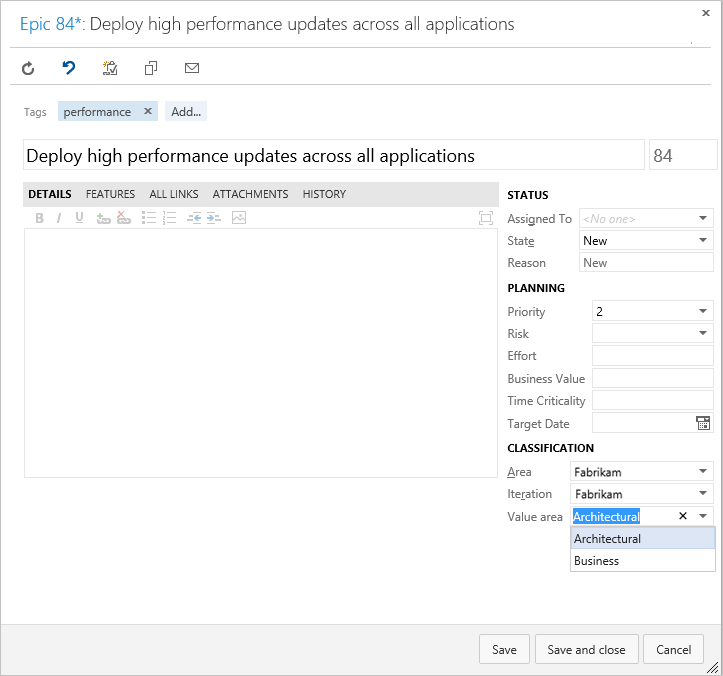 Epic 84*: Deploy high performance updates across all applications
Tags performance × Add...
Deploy high performance updates across all applications 84
DETAILS FEATURES ALL LINKS ATTACHMENTS HISTORY
B I U
STATUS
Assigned To <No one>
State New
Reason New
PLANNING
Priority 2
Risk
Effort
Business Value
Time Criticality
Target Date
CLASSIFICATION
Area Fabrikam
Iteration Fabrikam
Value area Architectural
Architectural
Business
Save Save and close Cancel